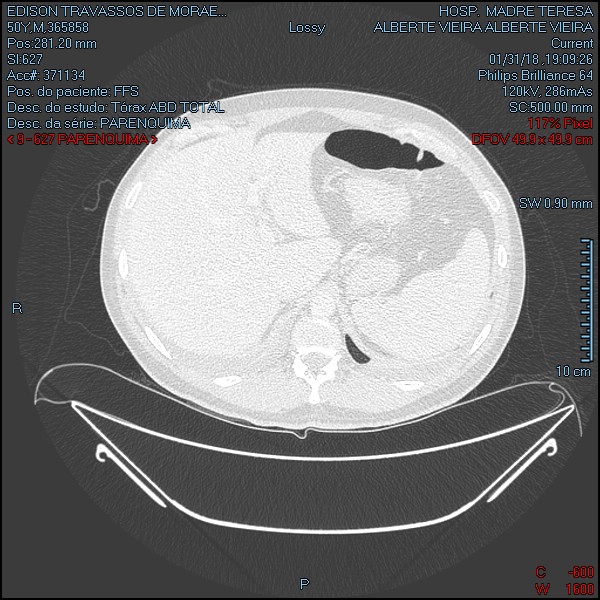 EDISON TRAVASSOS DE MORAE...
50Y,M,365858
Pos:281.20 mm
Sl:627
Acc#: 371134
Pos. do paciente: FFS
Desc. do estudo: Tórax ABD TOTAL
Desc. da série: PARENQUIMA
< 9 - 627 PARENQUIMA >
Lossy
HOSP. MADRE TERESA
ALBERTE VIEIRA ALBERTE VIEIRA
Current
01/31/18 ,19:09:26
Philips Brilliance 64
120kV, 286mAs
SC:500.00 mm
117% Pixel
DFOV 49.9 x 49.9 cm
SW 0.90 mm
R
10 cm
P
C -600
W 1600